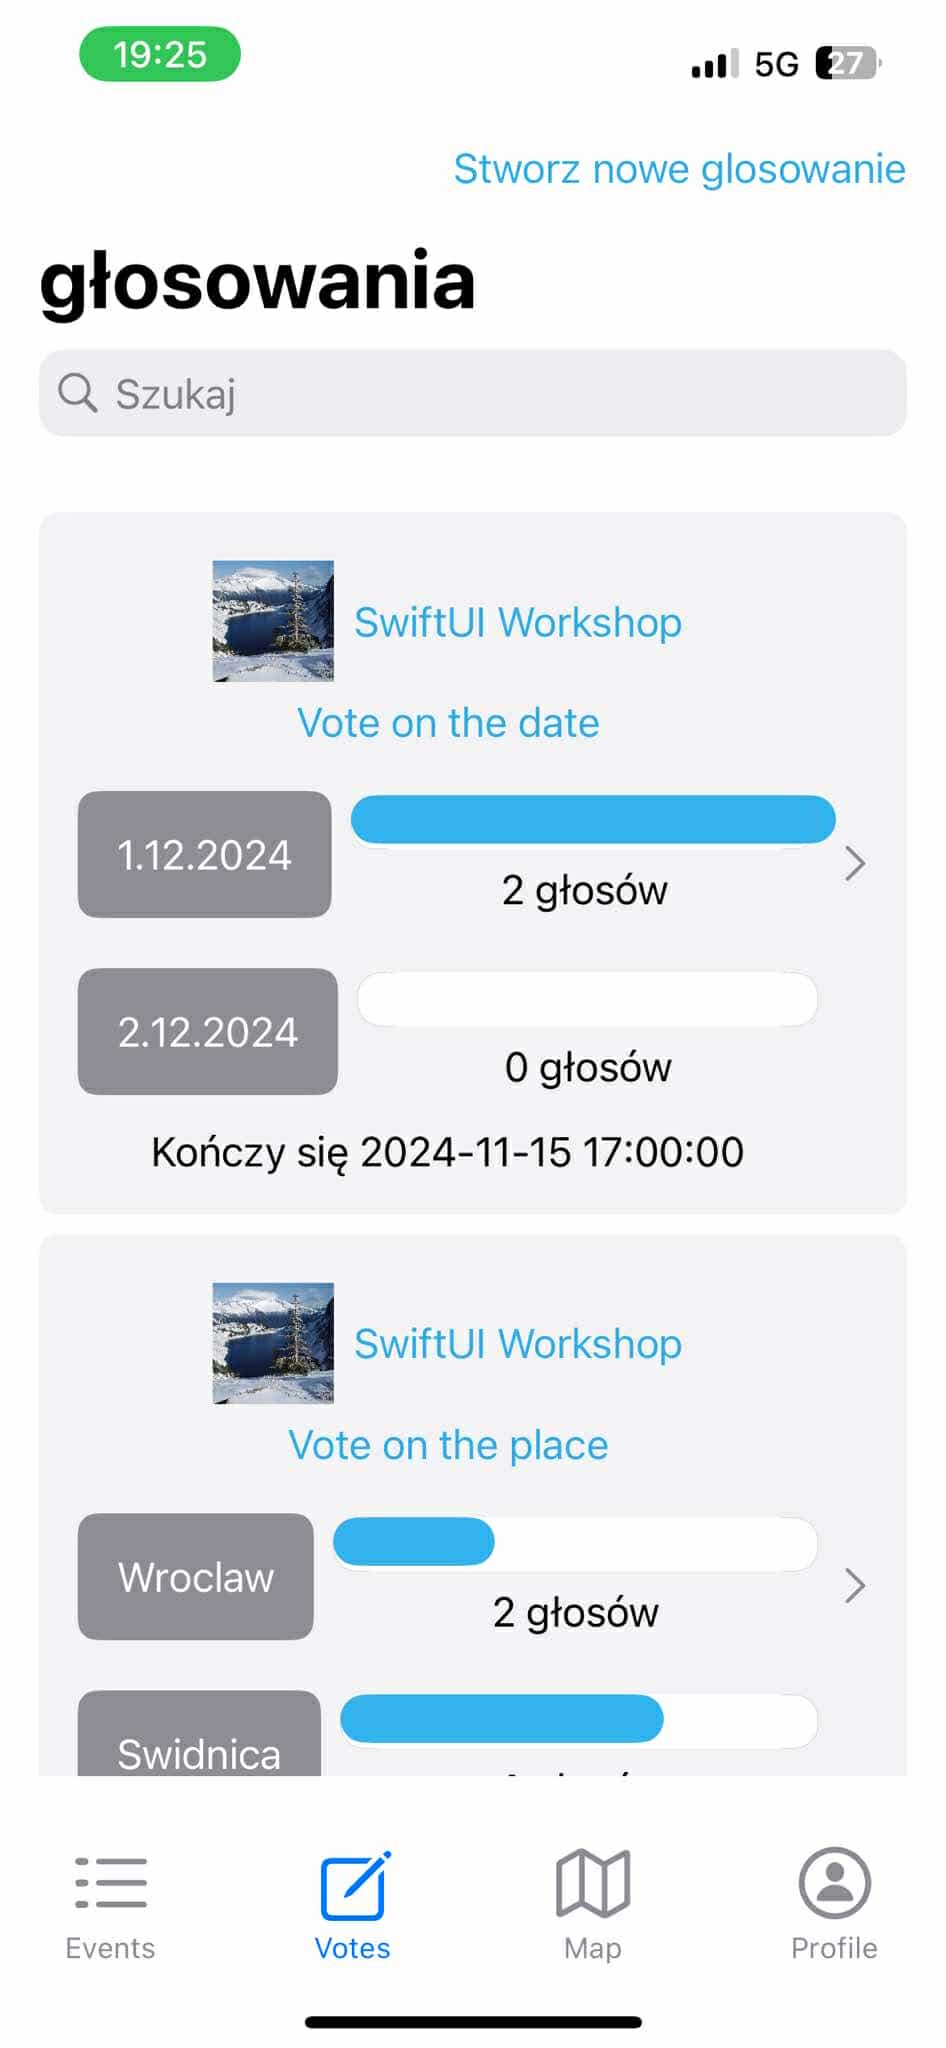 19:25
5G 27
Stworz nowe glosowanie
głosowania
Szukaj
SwiftUI Workshop
Vote on the date
1.12.2024
2 głosów
2.12.2024
0 głosów
Kończy się 2024-11-15 17:00:00
SwiftUI Workshop
Vote on the place
Wroclaw
2 głosów
Swidnica
Events
Votes
Map
Profile